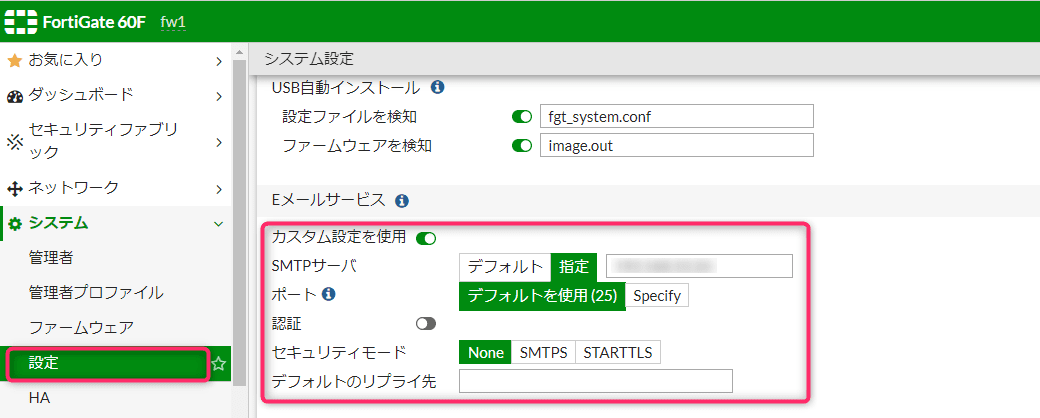 FortiGate 60F fw1
お気に入り
ダッシュボード
セキュリティファブリ
ック
ネットワーク
システム
管理者
管理者プロファイル
ファームウェア
設定
HA
システム設定
USB自動インストール
設定ファイルを検知 fgt_system.conf
ファームウェアを検知 image.out
Eメールサービス
カスタム設定を使用
SMTPサーバ デフォルト 指定
ポート デフォルトを使用 (25) Specify
認証
セキュリティモード None SMTPS STARTTLS
デフォルトのリプライ先